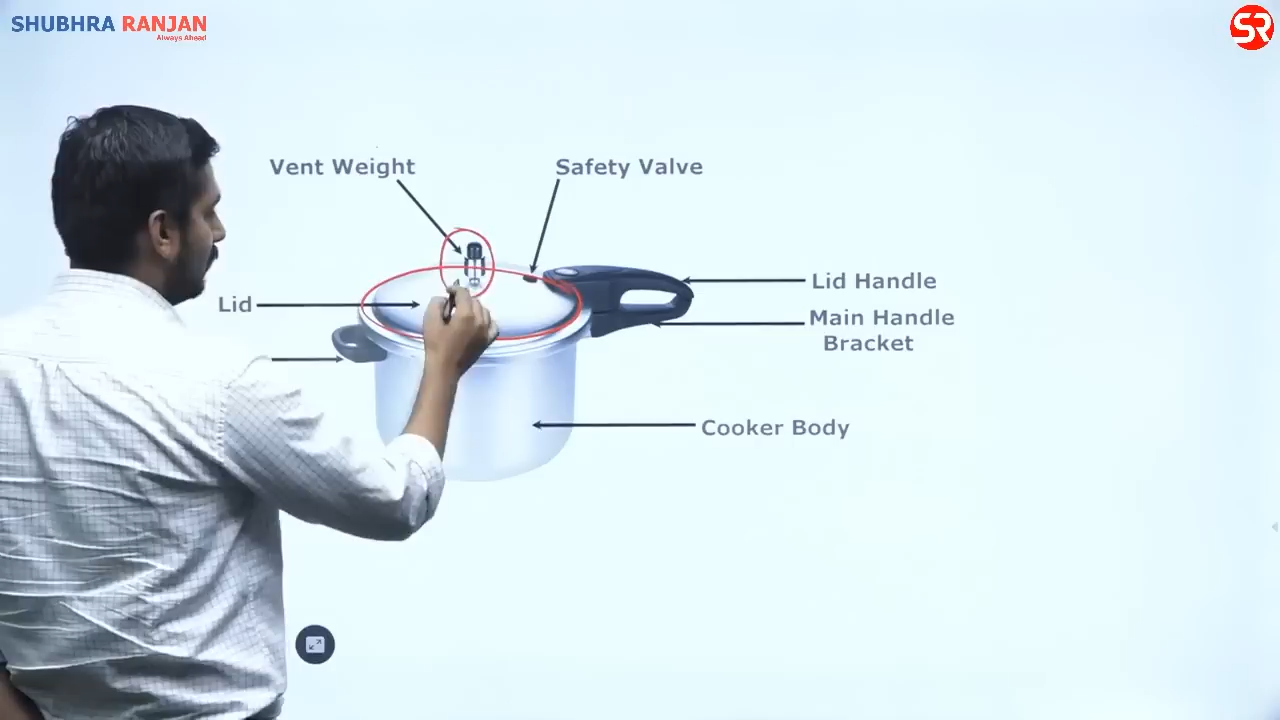 SHUBHRA RANJAN
Always Ahead
SR
Vent Weight
Safety Valve
Lid Handle
Lid
Main Handle
Bracket
Cooker Body